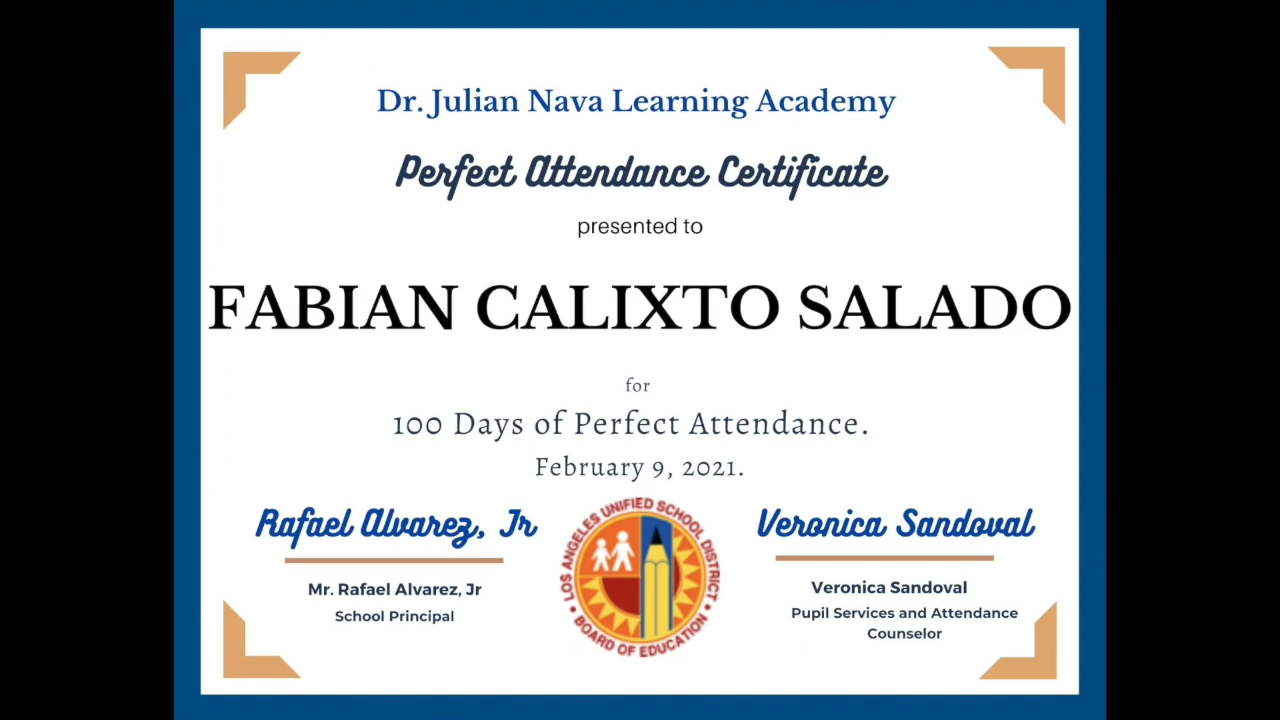 Dr. Julian Nava Learning Academy
Perfect Attendance Certificate
presented to
FABIAN CALIXTO SALADO
for
100 Days of Perfect Attendance.
February 9, 2021.
Rafael Alvarez, Jr
Mr. Rafael Alvarez, Jr
School Principal
LOS ANGELES UNIFIED SCHOOL DISTRICT
• BOARD OF EDUCATION •
Veronica Sandoval
Veronica Sandoval
Pupil Services and Attendance
Counselor